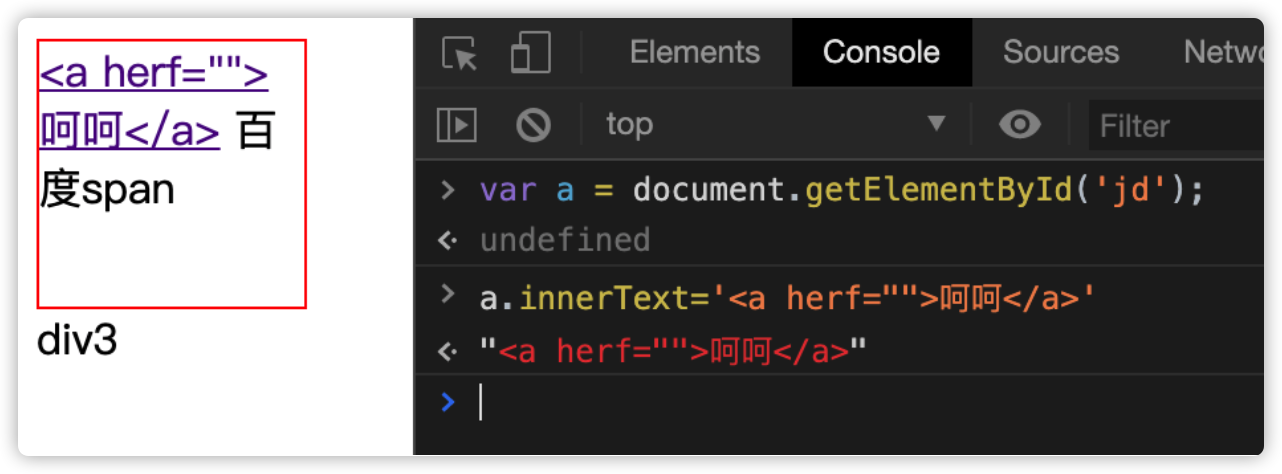 <a herf="">
呵呵</a> 百
度span
div3
Elements Console Sources Netwo
top Filter
var a = document.getElementById('jd');
undefined
a.innerText='<a herf="">呵呵</a>'
"<a herf="">呵呵</a>"